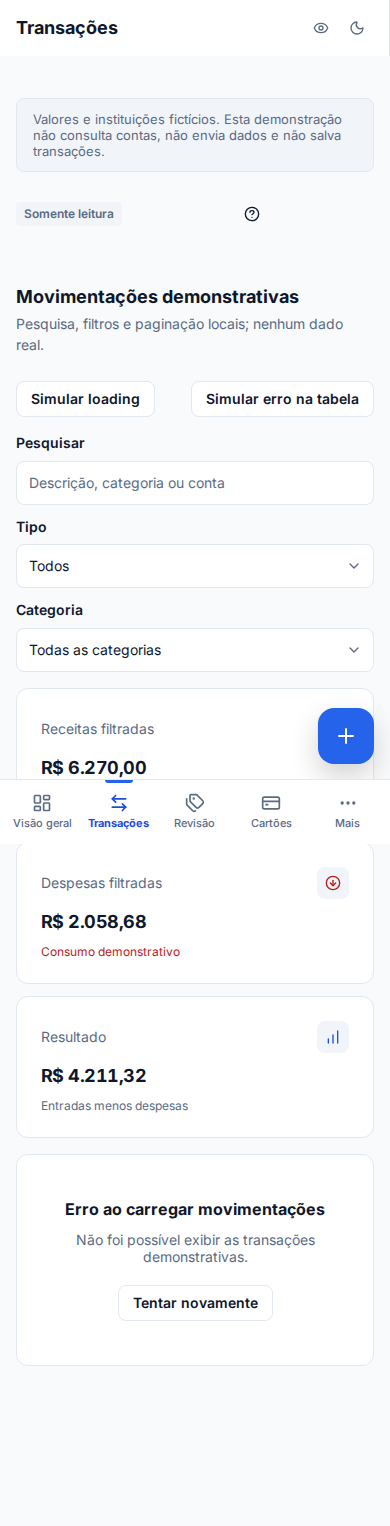 Transações
Valores e instituições fictícios. Esta demonstração
não consulta contas, não envia dados e não salva
transações.
Somente leitura
Movimentações demonstrativas
Pesquisa, filtros e paginação locais; nenhum dado
real.
Simular loading
Simular erro na tabela
Pesquisar
Descrição, categoria ou conta
Tipo
Todos
Categoria
Todas as categorias
Receitas filtradas
R$ 6.270,00
Visão geral
Transações
Revisão
Cartões
Mais
Despesas filtradas
R$ 2.058,68
Consumo demonstrativo
Resultado
R$ 4.211,32
Entradas menos despesas
Erro ao carregar movimentações
Não foi possível exibir as transações
demonstrativas.
Tentar novamente